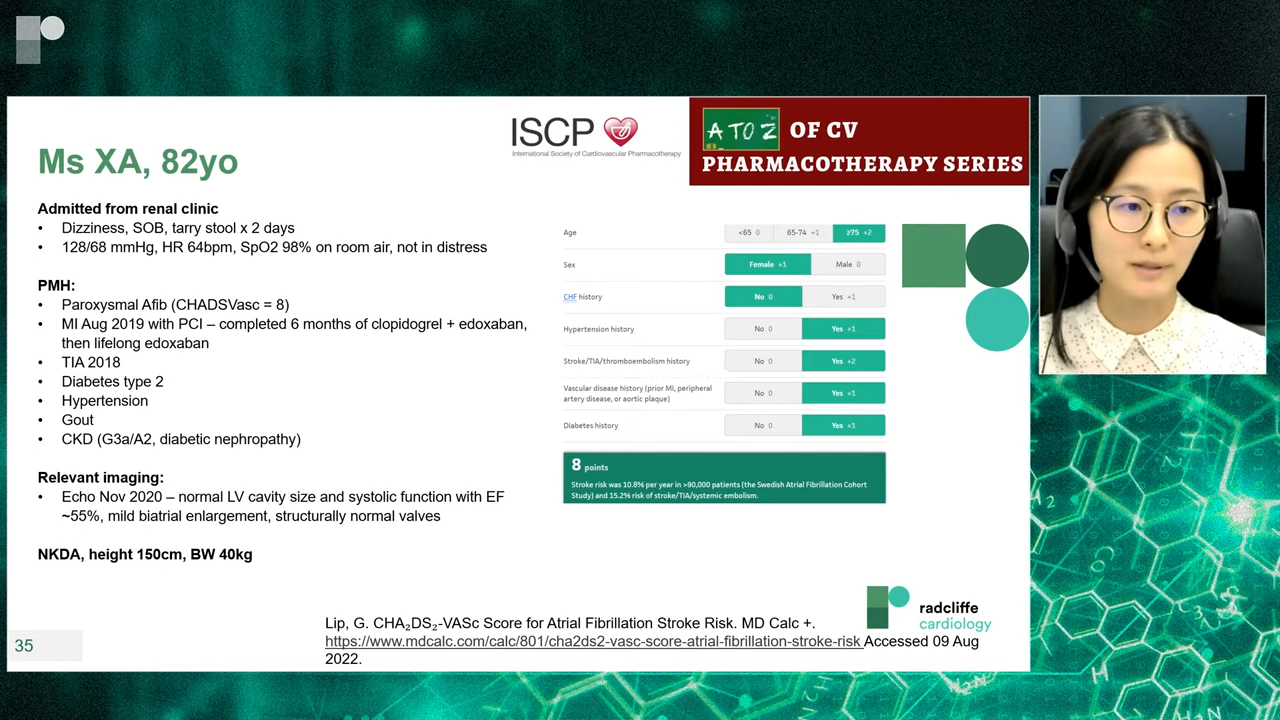 ISCP
International Society of Cardiovascular Pharmacotherapy
A TO Z OF CV
PHARMACOTHERAPY SERIES
Ms XA, 82yo
Admitted from renal clinic
• Dizziness, SOB, tarry stool x 2 days
• 128/68 mmHg, HR 64bpm, SpO2 98% on room air, not in distress
PMH:
• Paroxysmal Afib (CHADSVasc = 8)
• MI Aug 2019 with PCI – completed 6 months of clopidogrel + edoxaban,
then lifelong edoxaban
• TIA 2018
• Diabetes type 2
• Hypertension
• Gout
• CKD (G3a/A2, diabetic nephropathy)
Relevant imaging:
• Echo Nov 2020 – normal LV cavity size and systolic function with EF
~55%, mild biatrial enlargement, structurally normal valves
NKDA, height 150cm, BW 40kg
Age <65 0 65-74 +1 ≥75 +2
Sex Female +1 Male 0
CHF history No 0 Yes +1
Hypertension history No 0 Yes +1
Stroke/TIA/thromboembolism history No 0 Yes +2
Vascular disease history (prior MI, peripheral
artery disease, or aortic plaque) No 0 Yes +1
Diabetes history No 0 Yes +1
8 points
Stroke risk was 10.8% per year in >90,000 patients (the Swedish Atrial Fibrillation Cohort
Study) and 15.2% risk of stroke/TIA/systemic embolism.
radcliffe
cardiology
Lip, G. CHA₂DS₂-VASc Score for Atrial Fibrillation Stroke Risk. MD Calc +.
https://www.mdcalc.com/calc/801/cha2ds2-vasc-score-atrial-fibrillation-stroke-risk Accessed 09 Aug
2022.
35